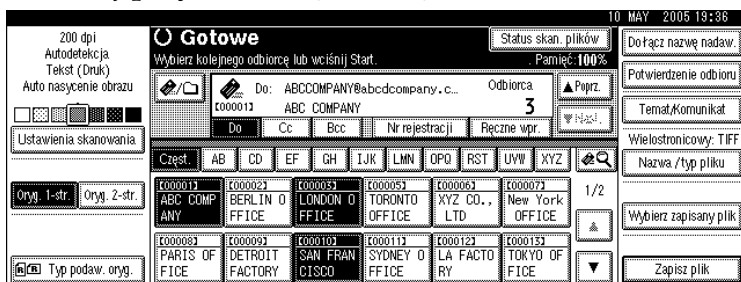 10 MAY 2005 19:36
200 dpi
Autodetekcja
Tekst (Druk)
Auto nasycenie obrazu
Ustawienia skanowania
Oryg. 1-str.
Oryg. 2-str.
Typ podaw. oryg.
Gotowe
Status skan. plików
Wybierz kolejnego odbiorcę lub wciśnij Start.
. Pamięć:100%
Do: ABCCOMPANY@abcdcompany.c...
[00001] ABC COMPANY
Odbiorca
3
▲Poprz.
▼Nast.
Do
Cc
Bcc
Nr rejestracji
Ręczne wpr.
Częst.
AB
CD
EF
GH
IJK
LMN
OPQ
RST
UVW
XYZ
[00001]
ABC COMP
ANY
[00002]
BERLIN O
FFICE
[00003]
LONDON O
FFICE
[00005]
TORONTO
OFFICE
[00006]
XYZ CO.,
LTD
[00007]
New York
OFFICE
1/2
[00008]
PARIS OF
FICE
[00009]
DETROIT
FACTORY
[00010]
SAN FRAN
CISCO
[00011]
SYDNEY O
FFICE
[00012]
LA FACTO
RY
[00013]
TOKYO OF
FICE
Dołącz nazwę nadaw.
Potwierdzenie odbioru
Temat/Komunikat
Wielostronicowy: TIFF
Nazwa /typ pliku
Wybierz zapisany plik
Zapisz plik